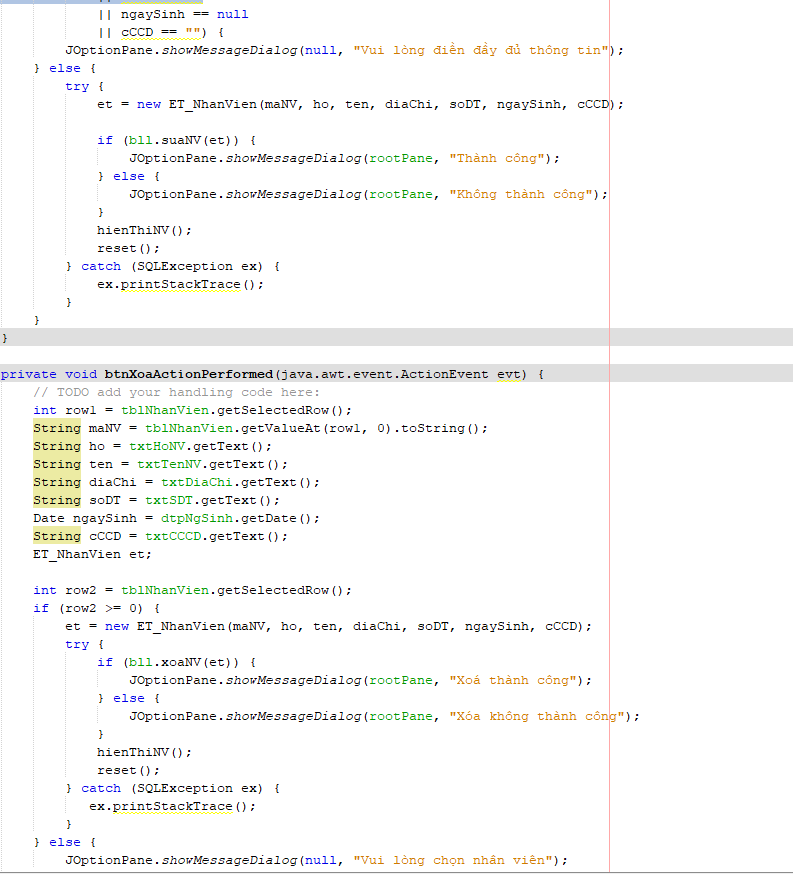 || ngaySinh == null
|| cCCD == "") {
JOptionPane.showMessageDialog(null, "Vui lòng điền đầy đủ thông tin");
} else {
try {
et = new ET_NhanVien(maNV, ho, ten, diaChi, soDT, ngaySinh, cCCD);
if (bll.suaNV(et)) {
JOptionPane.showMessageDialog(rootPane, "Thành công");
} else {
JOptionPane.showMessageDialog(rootPane, "Không thành công");
}
hienThiNV();
reset();
} catch (SQLException ex) {
ex.printStackTrace();
}
}
}
private void btnXoaActionPerformed(java.awt.event.ActionEvent evt) {
// TODO add your handling code here:
int row1 = tblNhanVien.getSelectedRow();
String maNV = tblNhanVien.getValueAt(row1, 0).toString();
String ho = txtHoNV.getText();
String ten = txtTenNV.getText();
String diaChi = txtDiaChi.getText();
String soDT = txtSDT.getText();
Date ngaySinh = dtpNgSinh.getDate();
String cCCD = txtCCCD.getText();
ET_NhanVien et;
int row2 = tblNhanVien.getSelectedRow();
if (row2 >= 0) {
et = new ET_NhanVien(maNV, ho, ten, diaChi, soDT, ngaySinh, cCCD);
try {
if (bll.xoaNV(et)) {
JOptionPane.showMessageDialog(rootPane, "Xoá thành công");
} else {
JOptionPane.showMessageDialog(rootPane, "Xóa không thành công");
}
hienThiNV();
reset();
} catch (SQLException ex) {
ex.printStackTrace();
}
} else {
JOptionPane.showMessageDialog(null, "Vui lòng chọn nhân viên");